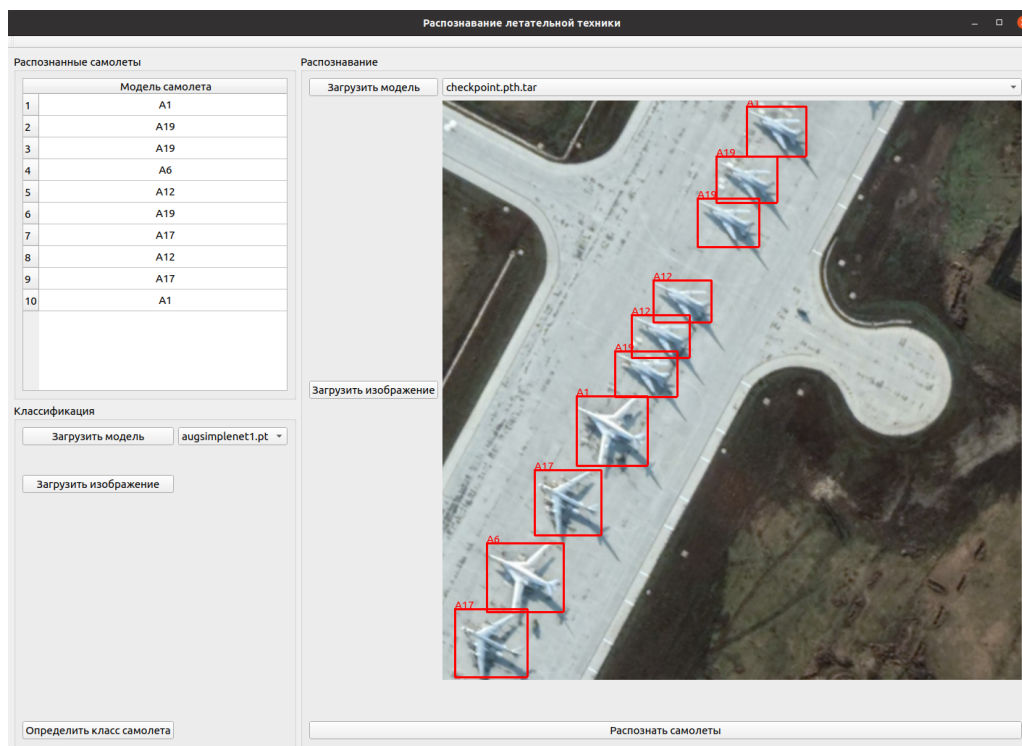 Распознавание летательной техники
Распознанные самолеты
Модель самолета
1 A1
2 A19
3 A19
4 A6
5 A12
6 A19
7 A17
8 A12
9 A17
10 A1
Классификация
Загрузить модель augsimplenet1.pt
Загрузить изображение
Определить класс самолета
Распознавание
Загрузить модель checkpoint.pth.tar
Загрузить изображение
A1
A19
A19
A12
A12
A19
A1
A17
A6
A17
Распознать самолеты